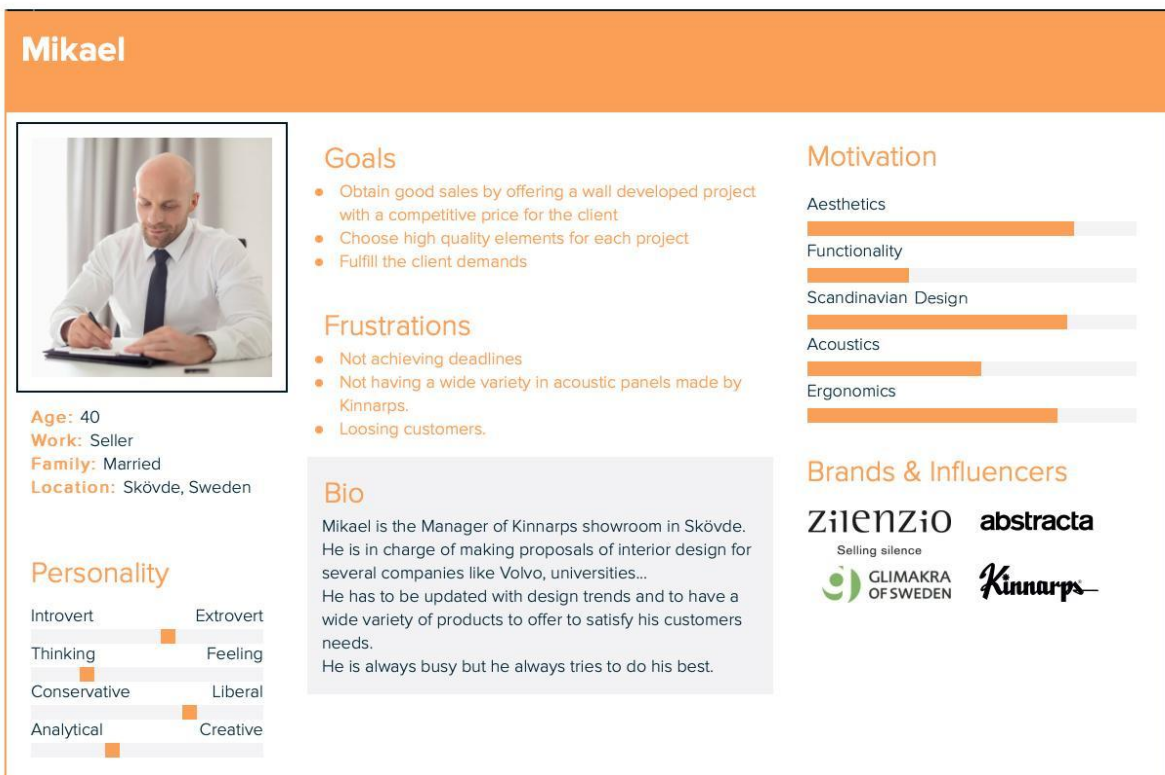 Mikael
Age: 40
Work: Seller
Family: Married
Location: Skövde, Sweden
Personality
Introvert Extrovert
Thinking Feeling
Conservative Liberal
Analytical Creative
Goals
● Obtain good sales by offering a wall developed project
with a competitive price for the client
● Choose high quality elements for each project
● Fulfill the client demands
Frustrations
● Not achieving deadlines
● Not having a wide variety in acoustic panels made by
Kinnarps.
● Loosing customers.
Bio
Mikael is the Manager of Kinnarps showroom in Skövde.
He is in charge of making proposals of interior design for
several companies like Volvo, universities...
He has to be updated with design trends and to have a
wide variety of products to offer to satisfy his customers
needs.
He is always busy but he always tries to do his best.
Motivation
Aesthetics
Functionality
Scandinavian Design
Acoustics
Ergonomics
Brands & Influencers
zilenzio
Selling silence
abstracta
GLIMAKRA
OF SWEDEN
Kinnarps